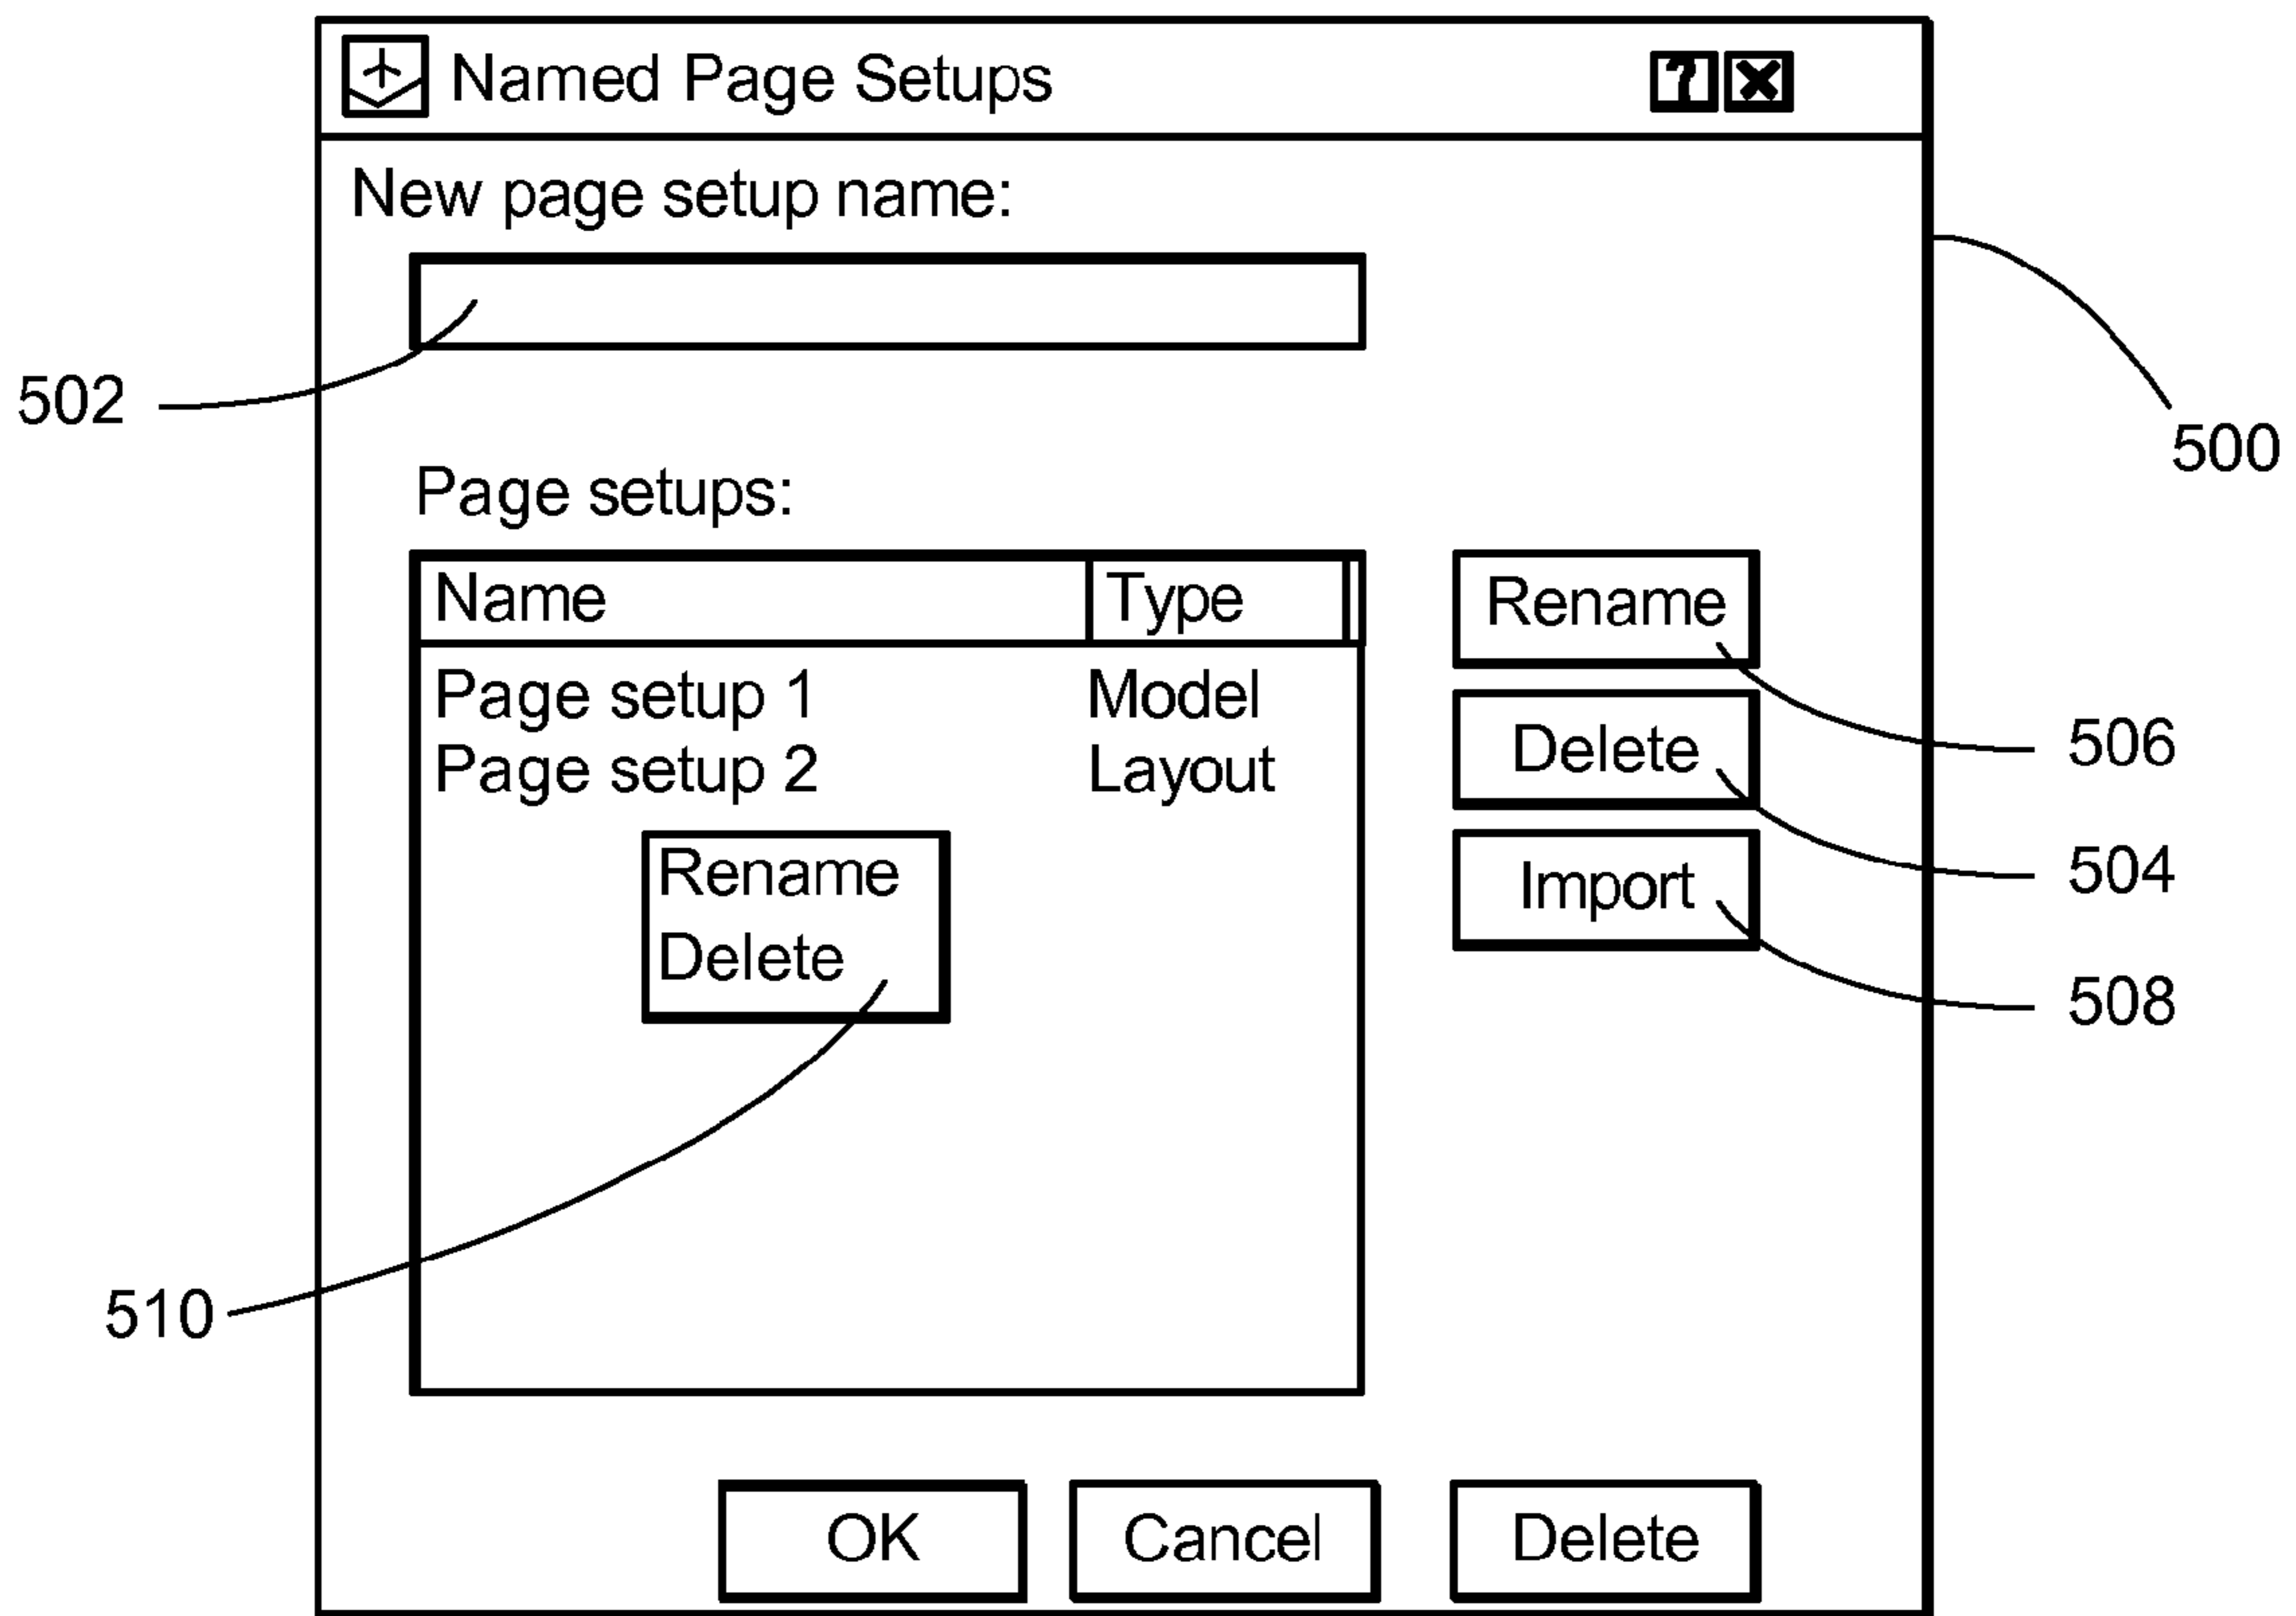 Named Page Setups ? X
New page setup name:
502
500
Page setups:
Name Type Rename
Page setup 1 Model
Page setup 2 Layout Delete
506
Rename Import 504
Delete
508
510
OK Cancel Delete